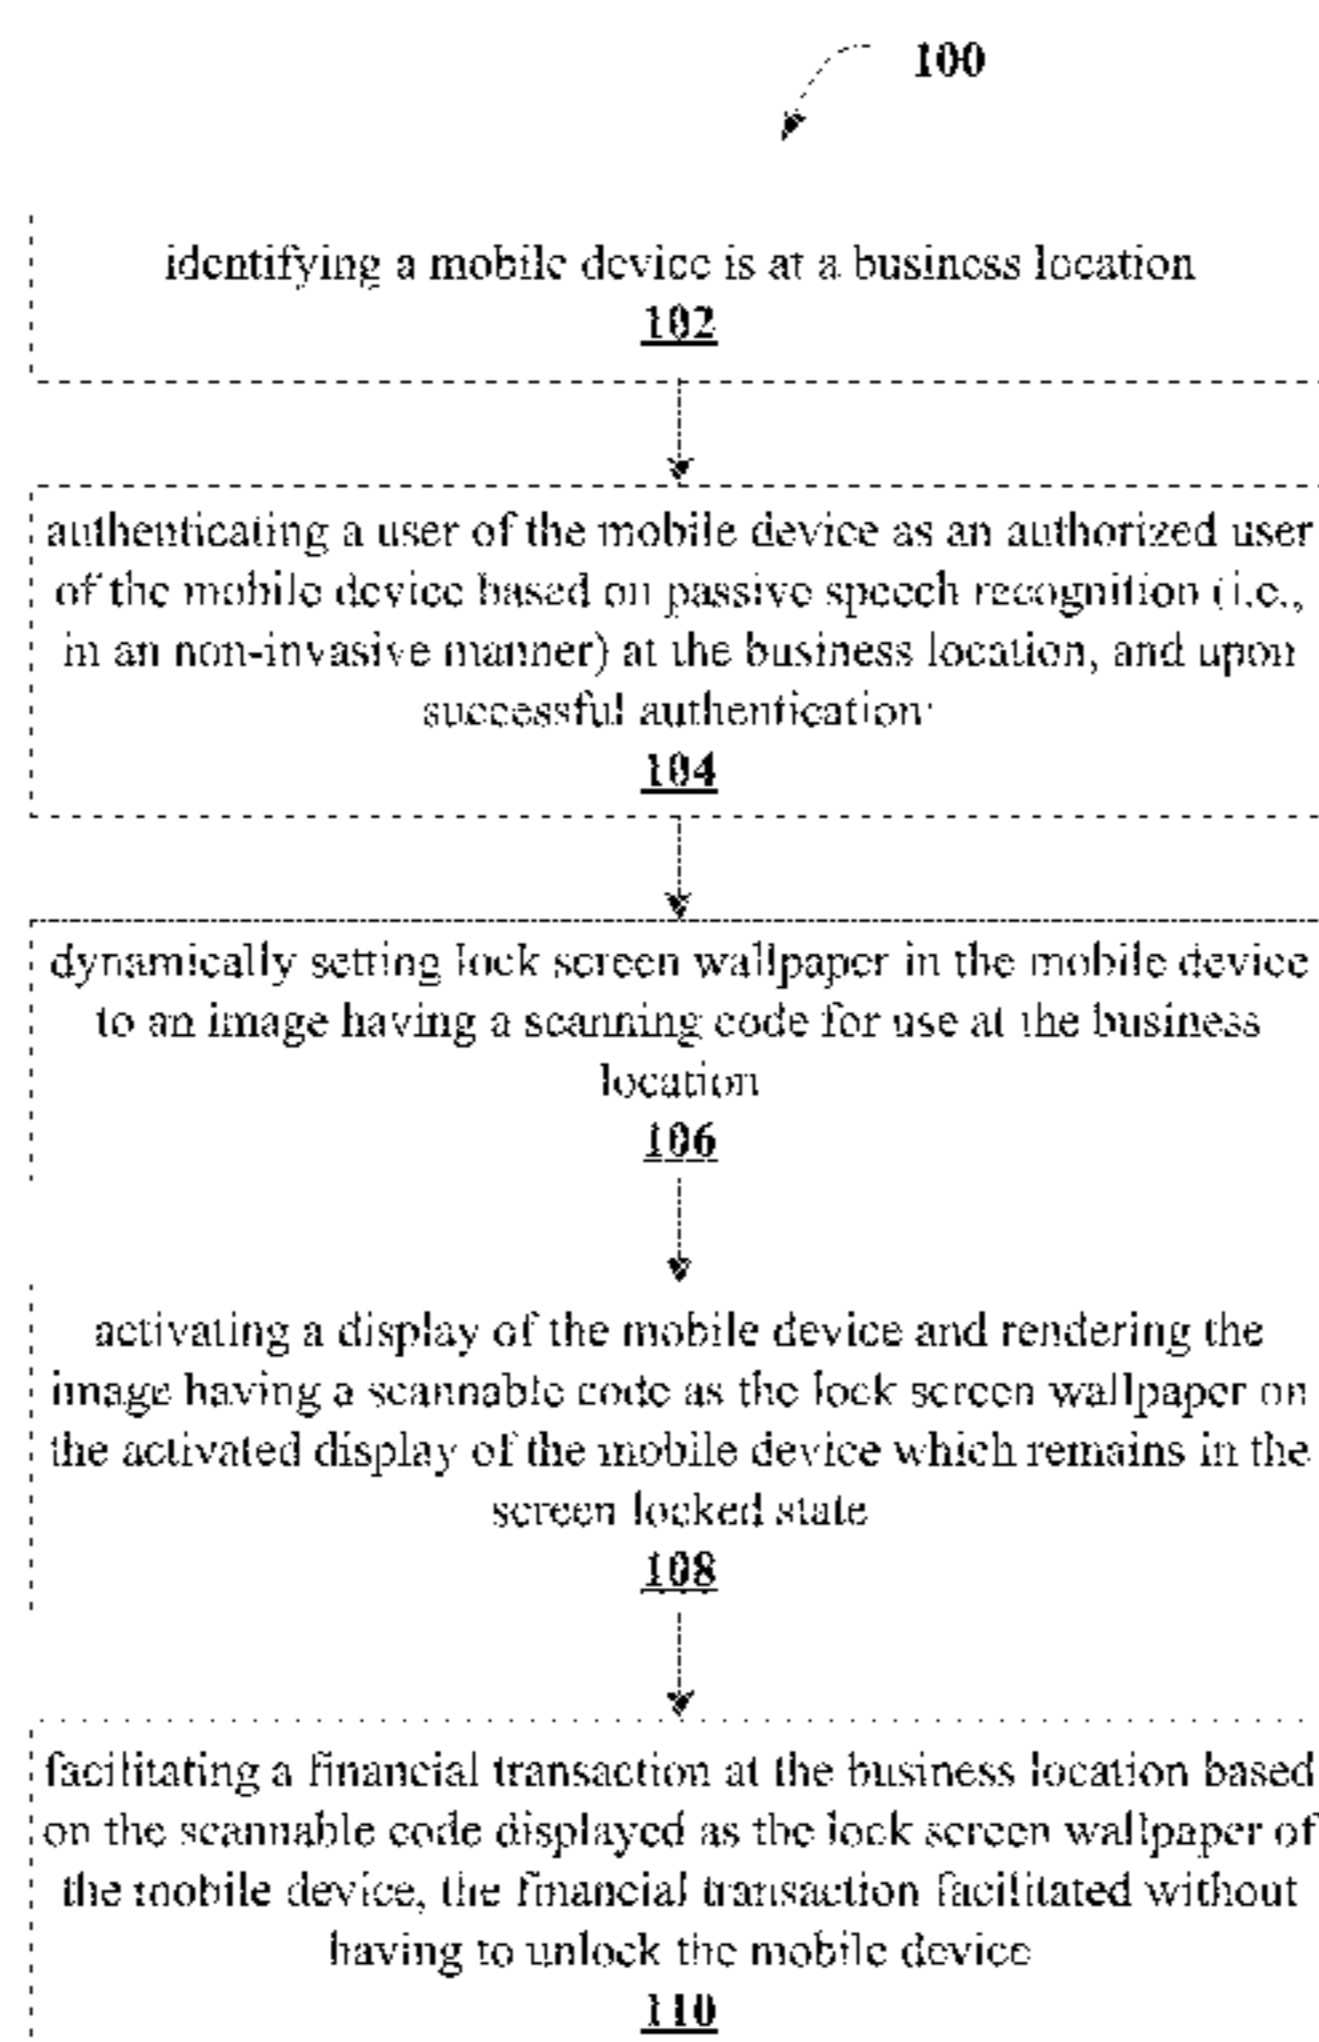 100
identifying a mobile device is at a business location
102
authenticating a user of the mobile device as an authorized user
of the mobile device based on passive speech recognition (i.e.,
in an non-invasive manner) at the business location, and upon
successful authentication:
104
dynamically setting lock screen wallpaper in the mobile device
to an image having a scanning code for use at the business
location
106
activating a display of the mobile device and rendering the
image having a scannable code as the lock screen wallpaper on
the activated display of the mobile device which remains in the
screen locked state
108
facilitating a financial transaction at the business location based
on the scannable code displayed as the lock screen wallpaper of
the mobile device, the financial transaction facilitated without
having to unlock the mobile device
110